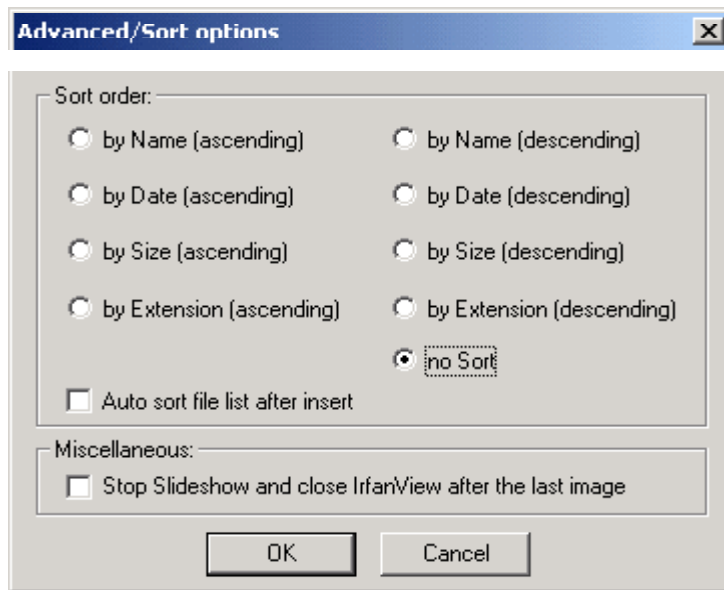 Advanced/Sort options
Sort order:
by Name (ascending) by Name (descending)
by Date (ascending) by Date (descending)
by Size (ascending) by Size (descending)
by Extension (ascending) by Extension (descending)
no Sort
Auto sort file list after insert
Miscellaneous:
Stop Slideshow and close IrfanView after the last image
OK Cancel